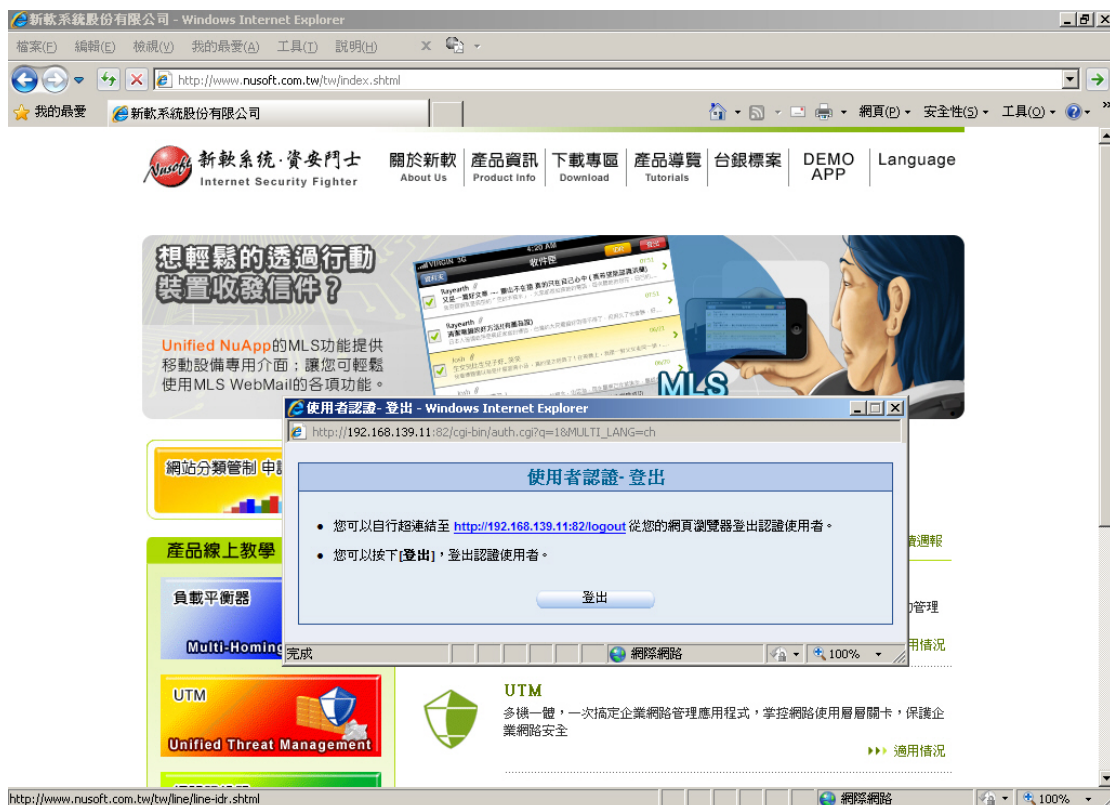 新軟系統股份有限公司 - Windows Internet Explorer
檔案(F) 編輯(E) 檢視(V) 我的最愛(A) 工具(T) 說明(H)
http://www.nusoft.com.tw/tw/index.shtml
我的最愛 新軟系統股份有限公司 網頁(P) 安全性(S) 工具(O)
Nusoft 新軟系統·資安鬥士
Internet Security Fighter
關於新軟 產品資訊 下載專區 產品導覽 台銀標案 DEMO APP Language
About Us Product Info Download Tutorials
想輕鬆的透過行動
裝置收發信件?
Unified NuApp的MLS功能提供
移動設備專用介面;讓您可輕鬆
使用MLS WebMail的各項功能。
VIRGIN 3G 4:20 AM
收件匣
Rayearth
Rayearth
MLS
使用者認證- 登出 - Windows Internet Explorer
http://192.168.139.11:82/cgi-bin/auth.cgi?q=1&MULTI_LANG=ch
使用者認證- 登出
您可以自行超連結至 http://192.168.139.11:82/logout 從您的網頁瀏覽器登出認證使用者。
您可以按下[登出],登出認證使用者。
登出
完成 網際網路 100%
網站分類管制
週報
產品線上教學
負載平衡器
Multi-Homing
管理
用情況
UTM
Unified Threat Management
UTM
多機一體,一次搞定企業網路管理應用程式,掌控網路使用層層關卡,保護企
業網路安全
適用情況
http://www.nusoft.com.tw/tw/line/line-idr.shtml 網際網路 100%